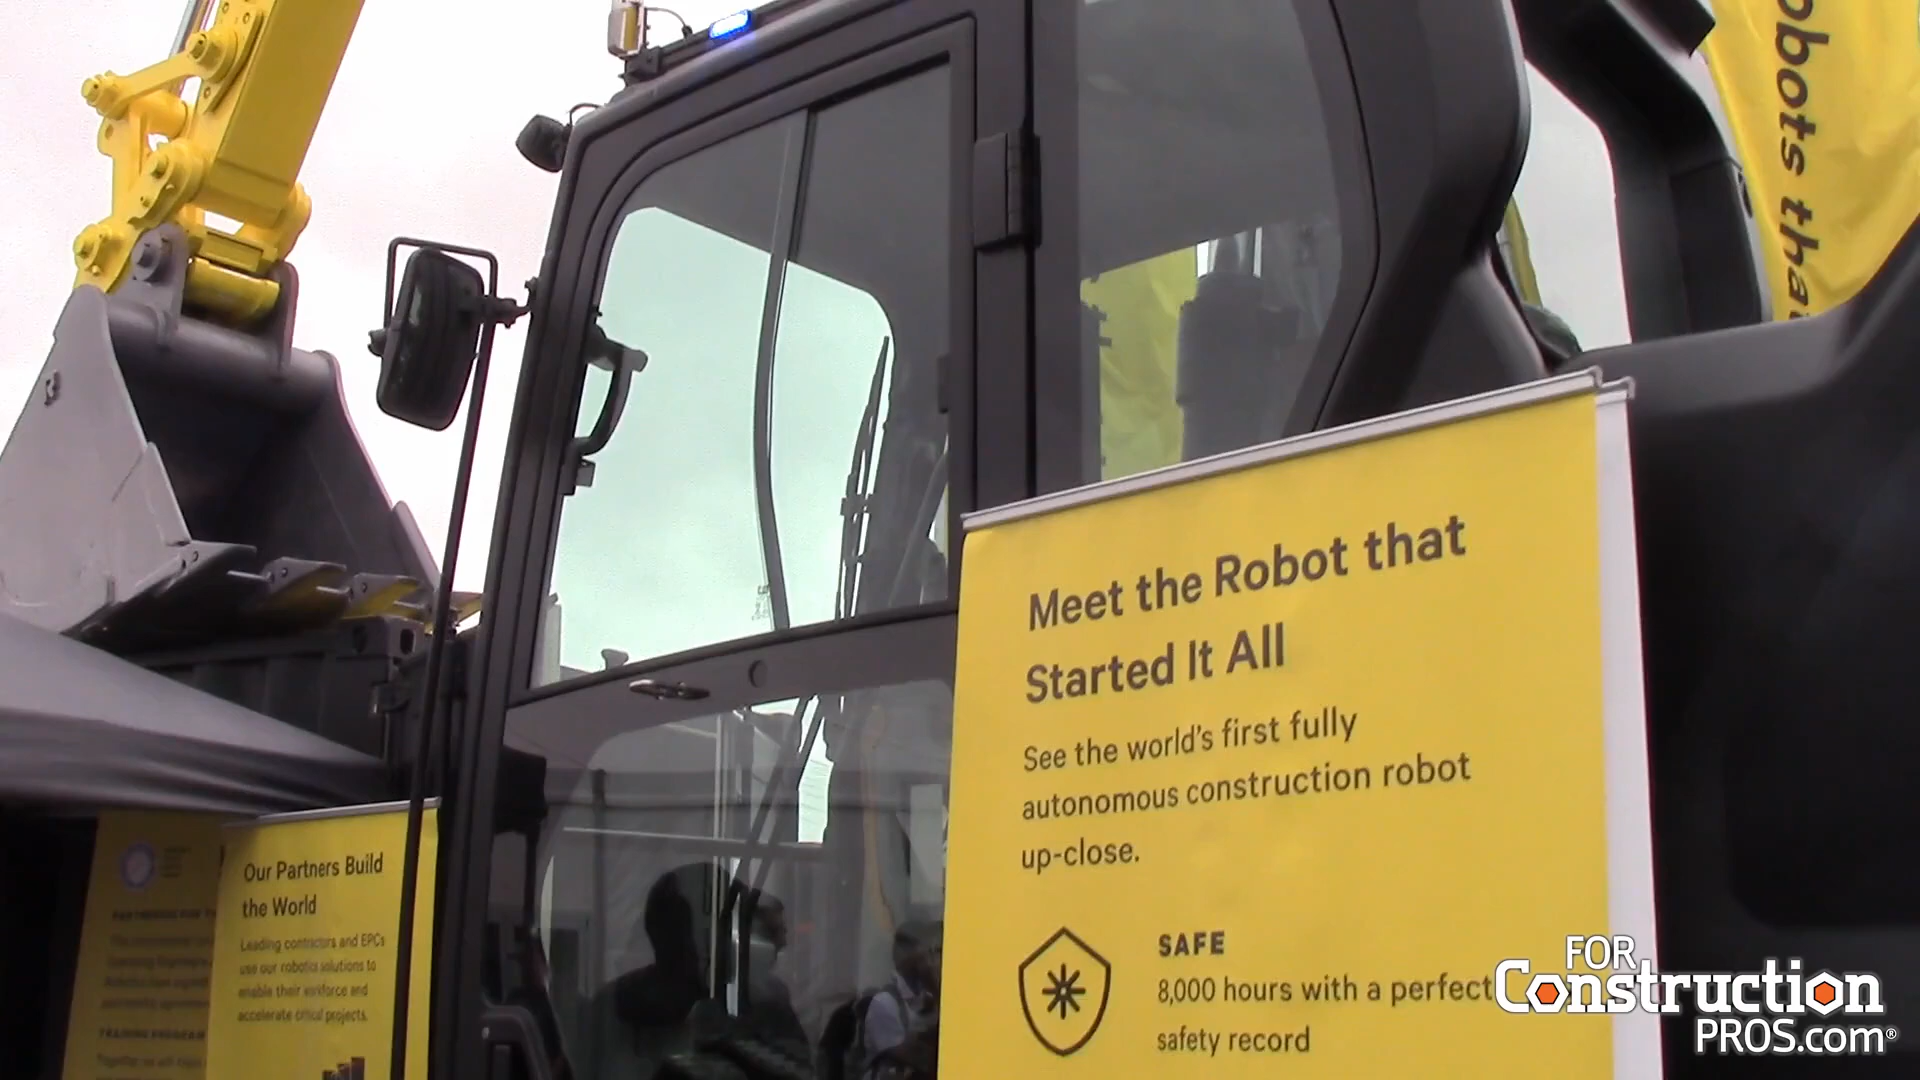 obots tha
Meet the Robot that
Started It All
See the world's first fully
autonomous construction robot
up-close.
SAFE
8,000 hours with a perfect
safety record
Our Partners Build
the World
Leading contractors and EPCs
use our robotics solutions to
enable their workforce and
accelerate critical projects.
TRAINING PROGRAM
FOR
Construction
PROS.com®